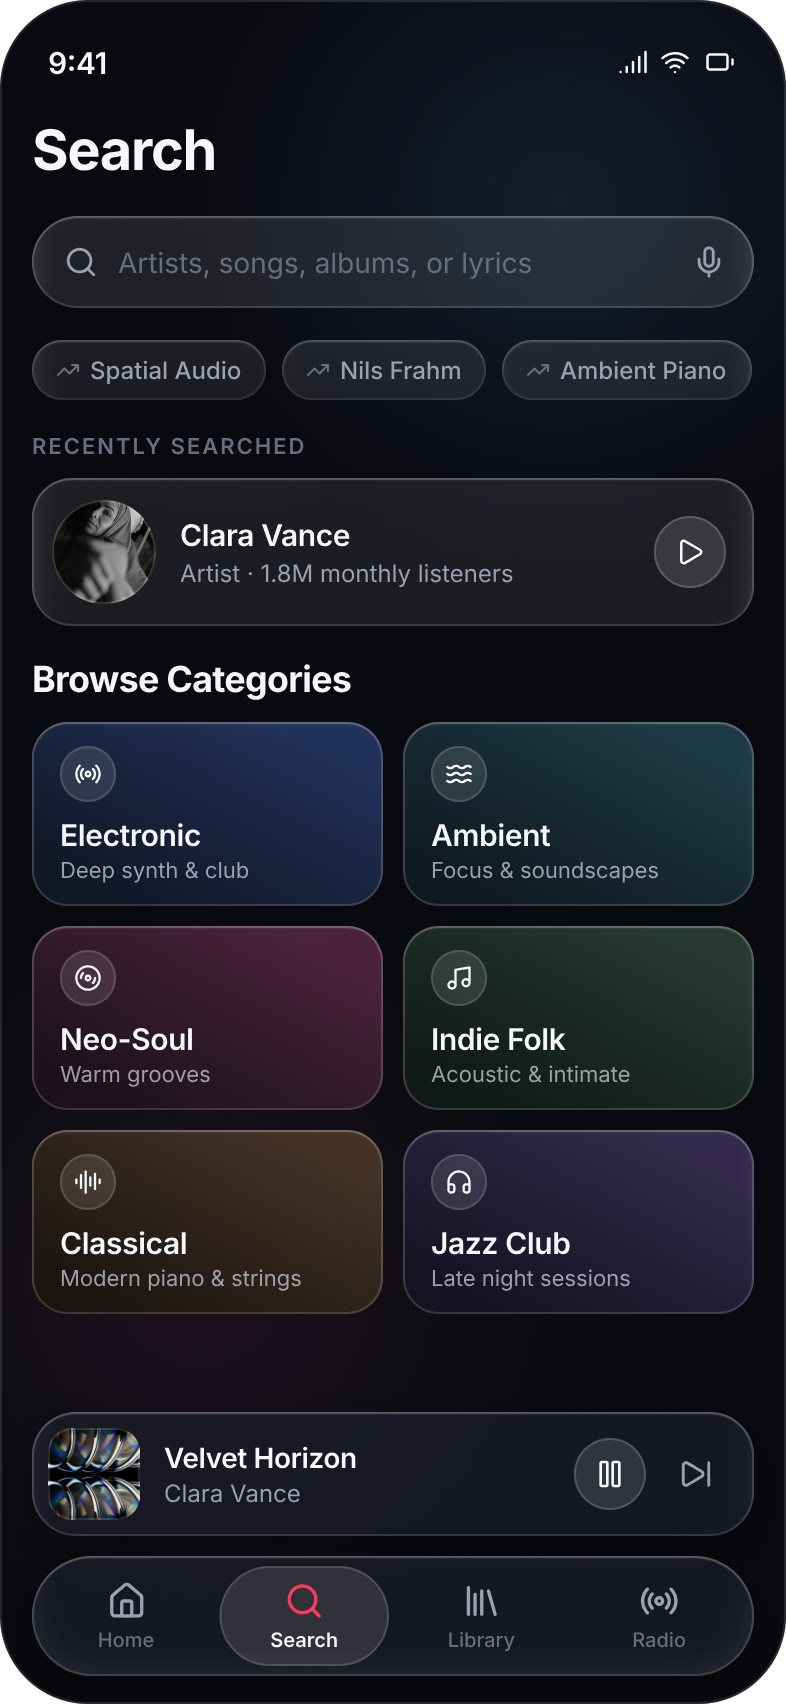 9:41
Search
Artists, songs, albums, or lyrics
Spatial Audio
Nils Frahm
Ambient Piano
RECENTLY SEARCHED
Clara Vance
Artist · 1.8M monthly listeners
Browse Categories
Electronic
Deep synth & club
Ambient
Focus & soundscapes
Neo-Soul
Warm grooves
Indie Folk
Acoustic & intimate
Classical
Modern piano & strings
Jazz Club
Late night sessions
Velvet Horizon
Clara Vance
Home
Search
Library
Radio